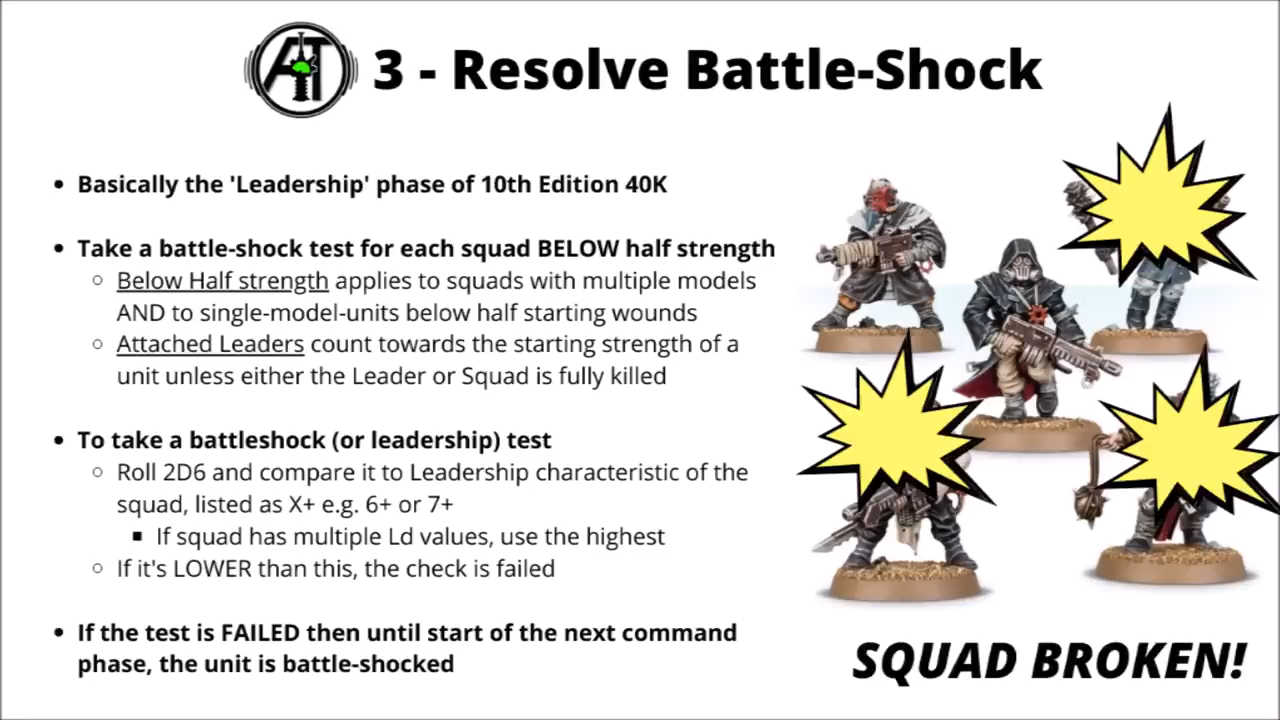 AT
3 - Resolve Battle-Shock
• Basically the 'Leadership' phase of 10th Edition 40K
• Take a battle-shock test for each squad BELOW half strength
○ Below Half strength applies to squads with multiple models
AND to single-model-units below half starting wounds
○ Attached Leaders count towards the starting strength of a
unit unless either the Leader or Squad is fully killed
• To take a battleshock (or leadership) test
○ Roll 2D6 and compare it to Leadership characteristic of the
squad, listed as X+ e.g. 6+ or 7+
▪ If squad has multiple Ld values, use the highest
○ If it's LOWER than this, the check is failed
• If the test is FAILED then until start of the next command
phase, the unit is battle-shocked
SQUAD BROKEN!